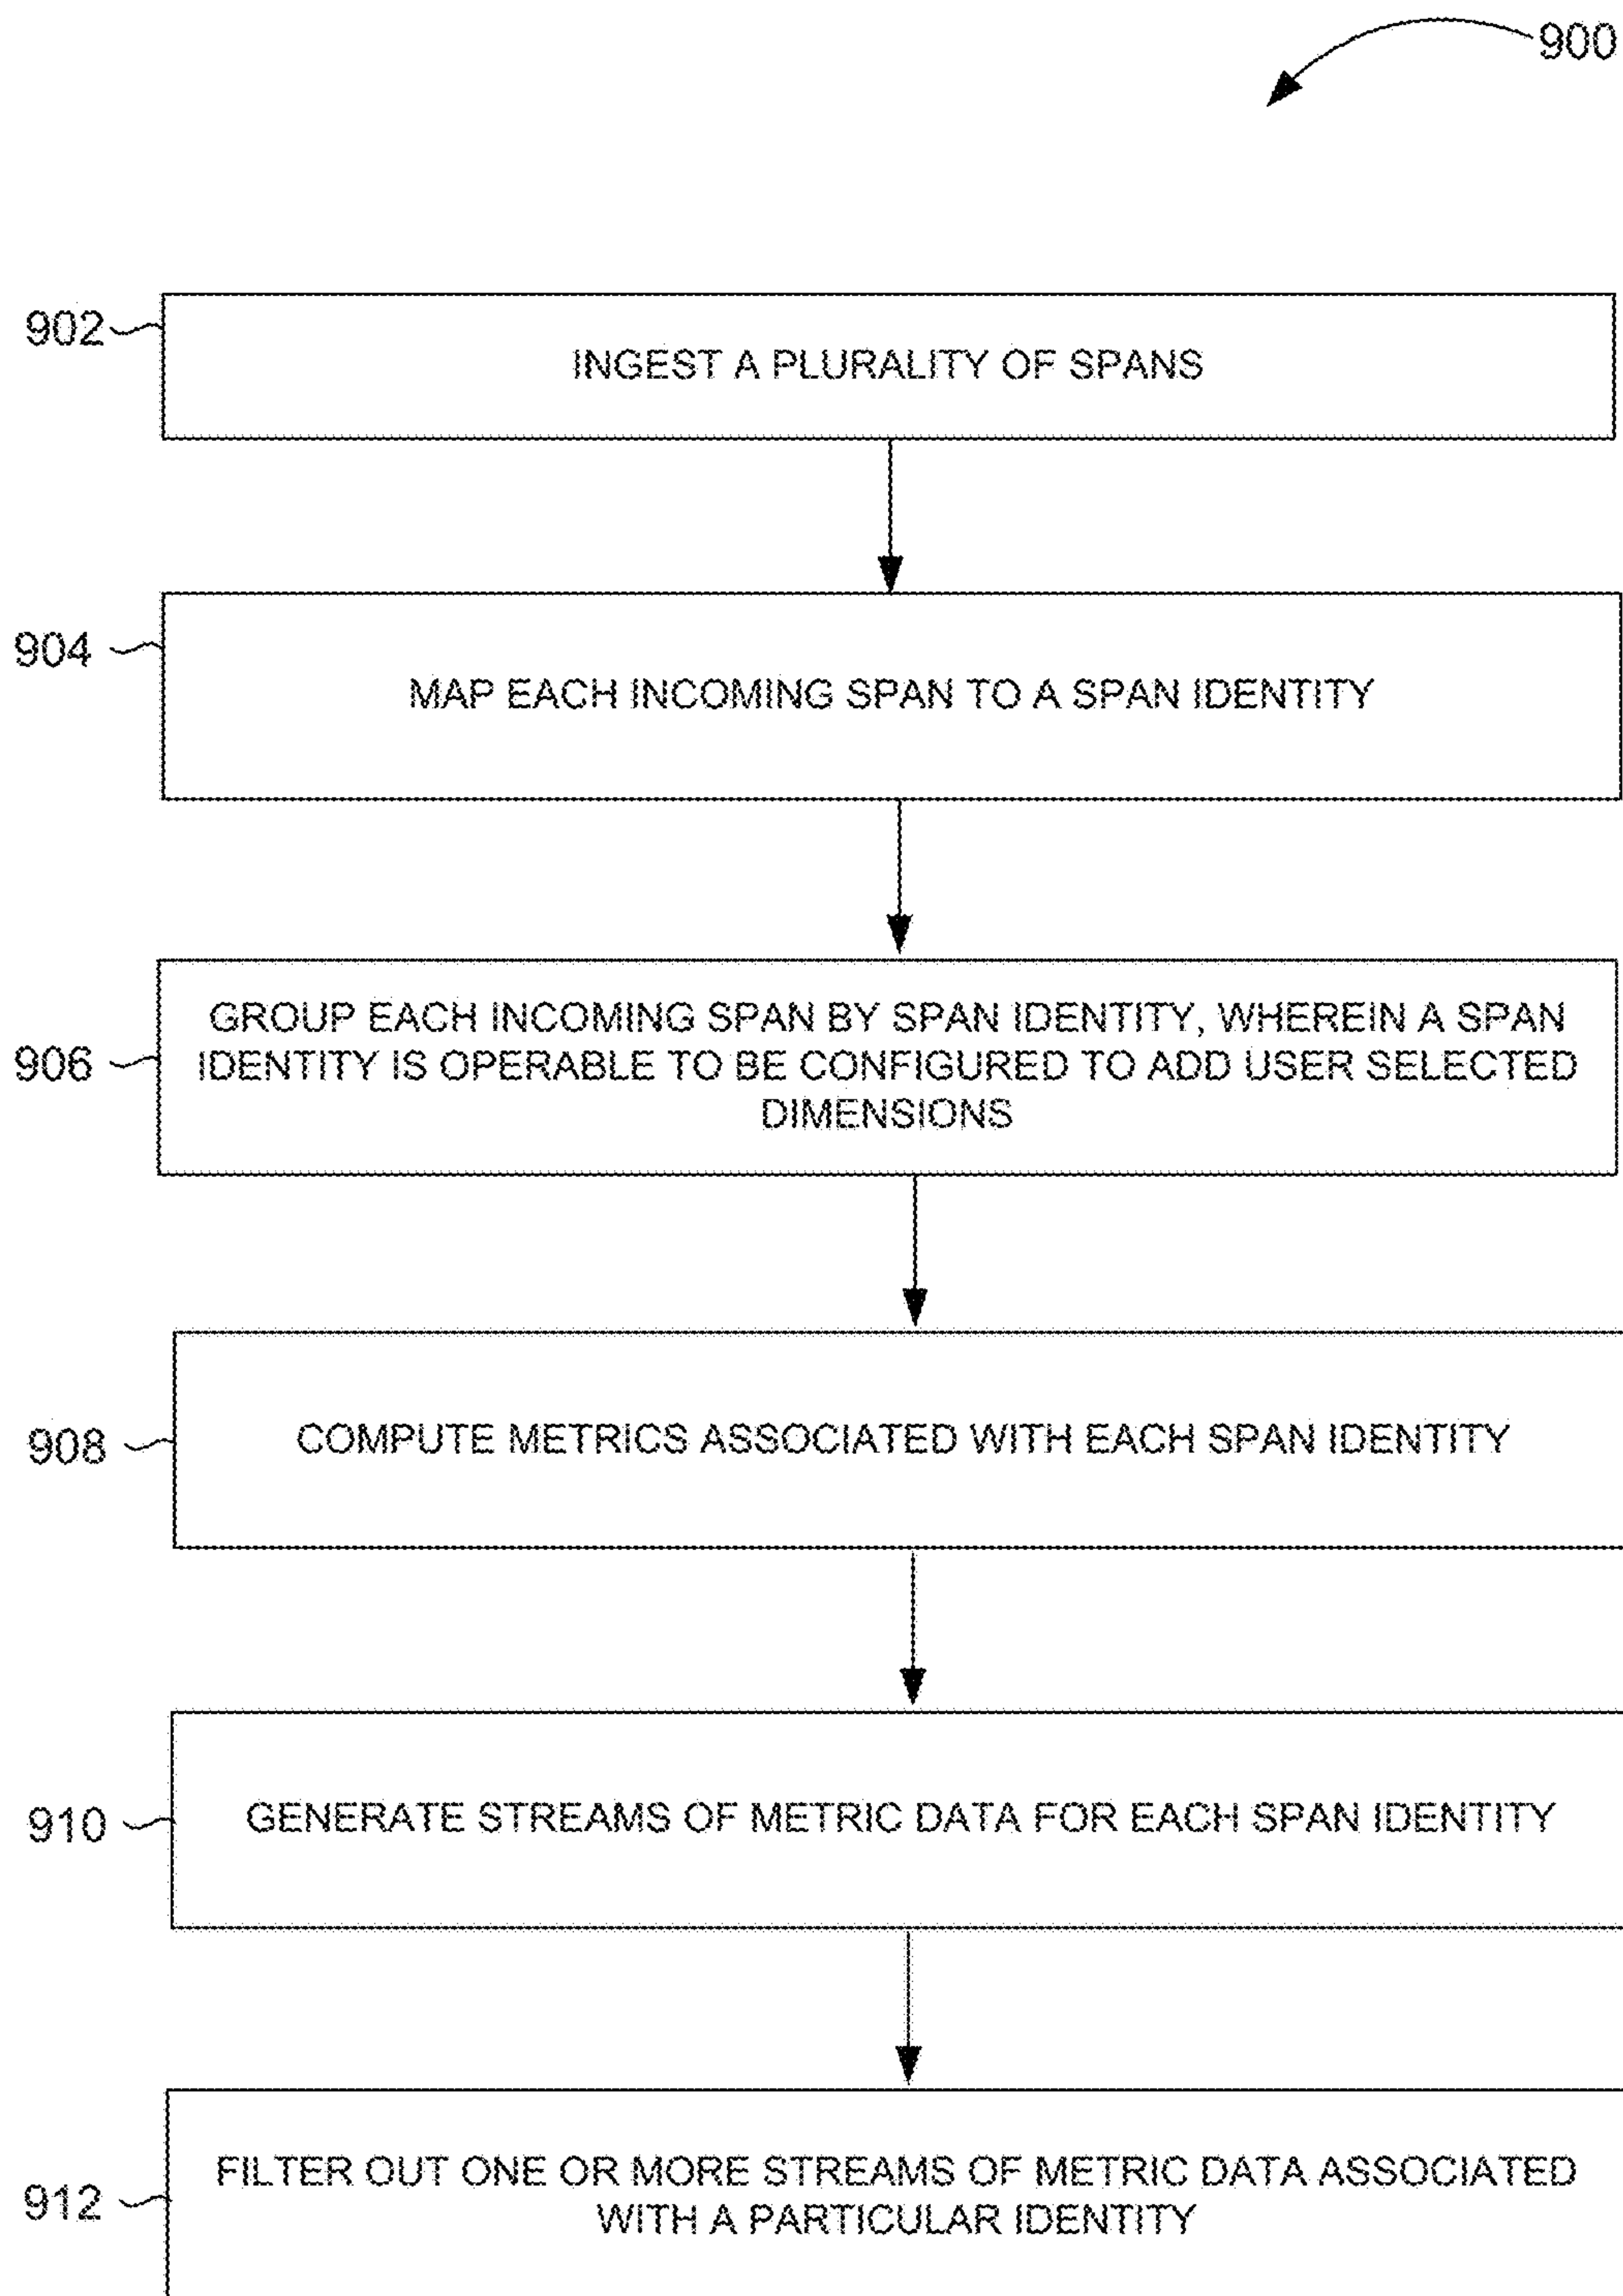 900
902
INGEST A PLURALITY OF SPANS
904
MAP EACH INCOMING SPAN TO A SPAN IDENTITY
906
GROUP EACH INCOMING SPAN BY SPAN IDENTITY, WHEREIN A SPAN
IDENTITY IS OPERABLE TO BE CONFIGURED TO ADD USER SELECTED
DIMENSIONS
908
COMPUTE METRICS ASSOCIATED WITH EACH SPAN IDENTITY
910
GENERATE STREAMS OF METRIC DATA FOR EACH SPAN IDENTITY
912
FILTER OUT ONE OR MORE STREAMS OF METRIC DATA ASSOCIATED
WITH A PARTICULAR IDENTITY